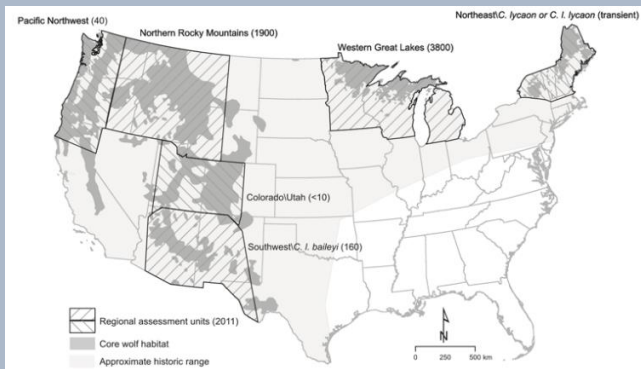 Pacific Northwest (40)
Northern Rocky Mountains (1900)
Western Great Lakes (3800)
Northeast\C. lycaon or C. l. lycaon (transient)
Colorado\Utah (<10)
Southwest\C. l. baileyi (160)
Regional assessment units (2011)
Core wolf habitat
Approximate historic range
N
0 250 500 km